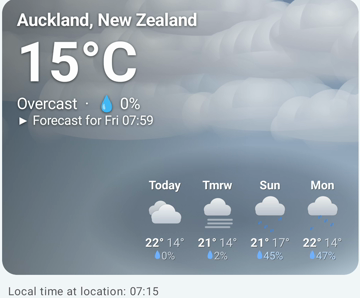 Auckland, New Zealand
15°C
Overcast · 💧 0%
► Forecast for Fri 07:59
Today Tmrw Sun Mon
22° 14° 21° 14° 21° 17° 22° 14°
💧0% 💧2% 💧45% 💧47%
Local time at location: 07:15